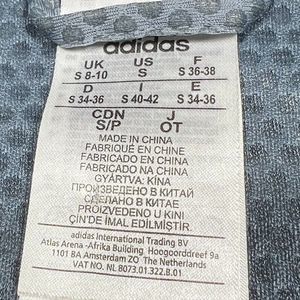 adidas
UK US F
S 8-10 S S 36-38
D I E
S 34-36 S 40-42 S 34-36
CDN J
S/P OT
MADE IN CHINA
FABRIQUÉ EN CHINE
FABRICADO EN CHINA
FABRICADO NA CHINA
GYÁRTVA: KÍNA
ПРОИЗВЕДЕНО В КИТАЙ
СДЕЛАНО В КИТАЕ
PROIZVEDENO U KINI
ÇİN'DE İMAL EDİLMİŞTİR.
adidas International Trading BV
Atlas Arena -Afrika Building, Hoogoorddreef 9a
1101 BA Amsterdam ZO The Netherlands
VAT NO. NL 8073.01.322.B.01